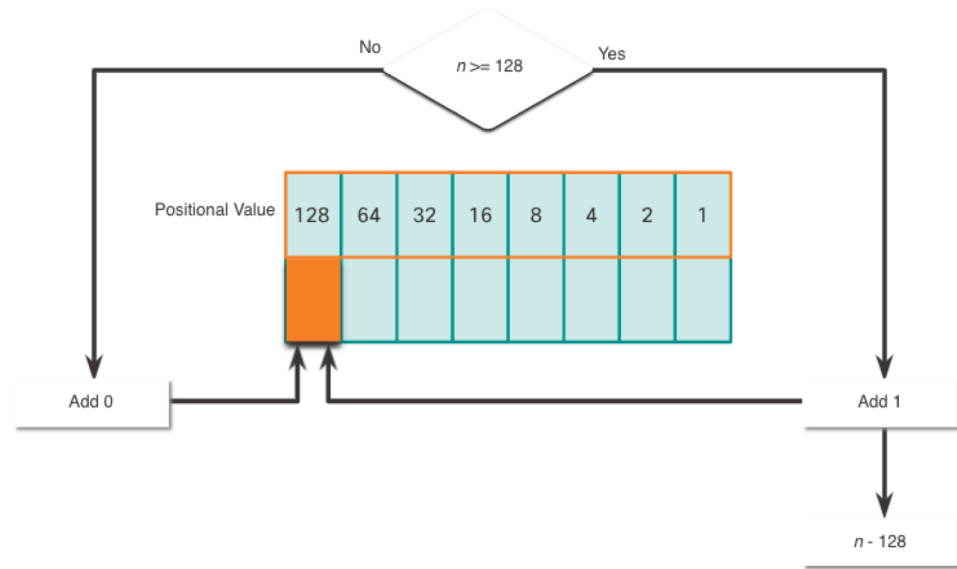 No
Yes
n >= 128
Positional Value
128 64 32 16 8 4 2 1
Add 0
Add 1
n - 128